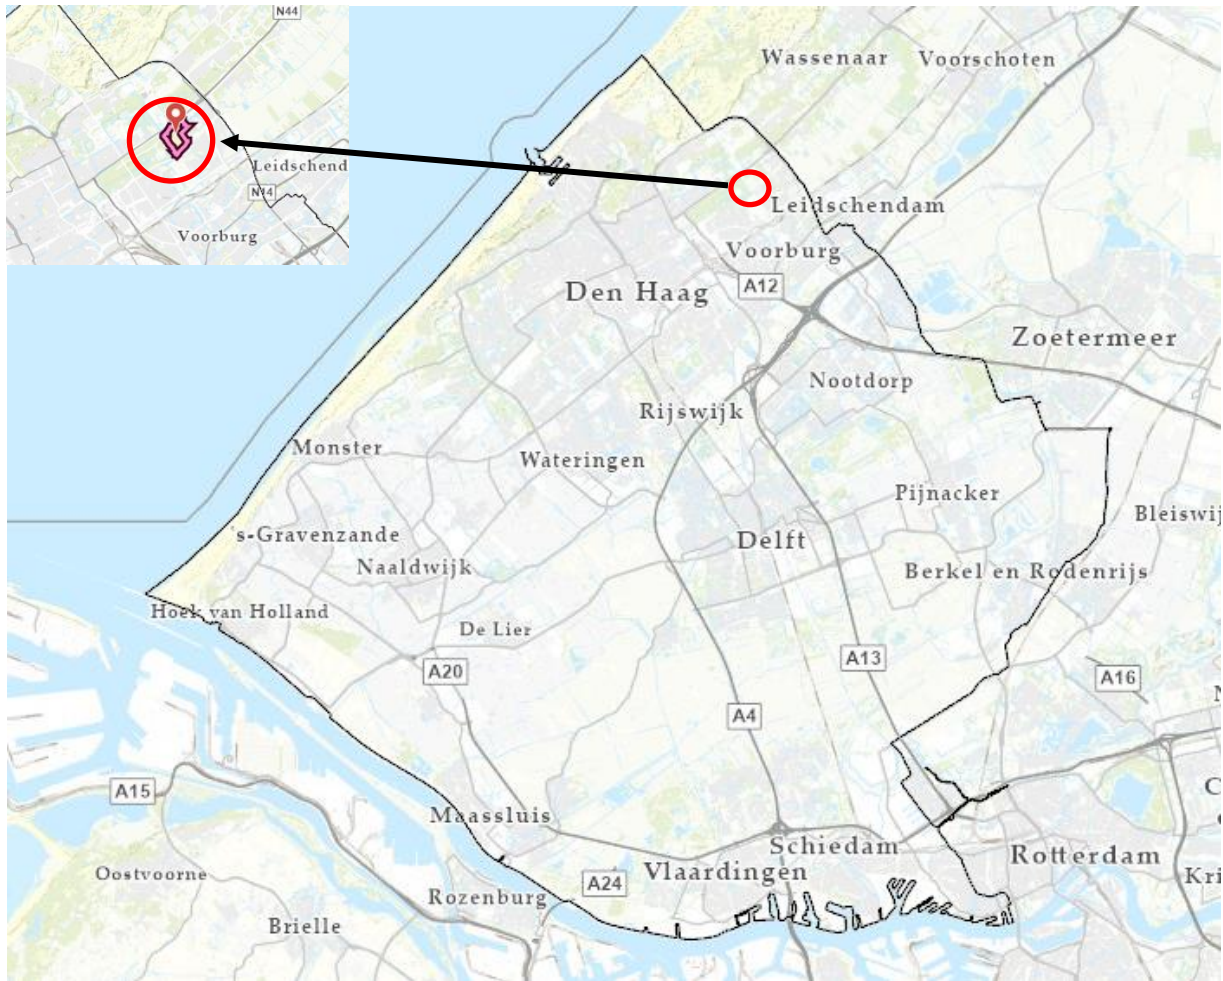 N44
Leidschend
N14
Voorburg
Wassenaar
Voorschoten
Leidschendam
Voorburg
Den Haag
A12
Zoetermeer
Nootdorp
Rijswijk
Monster
Wateringen
Pijnacker
Bleiswij
's-Gravenzande
Delft
Naaldwijk
Berkel en Rodenrijs
Hoek van Holland
De Lier
A13
A20
A16
N
A4
A15
C
Maassluis
Schiedam
Rotterdam
Oostvoorne
A24
Vlaardingen
Kri
Rozenburg
Brielle